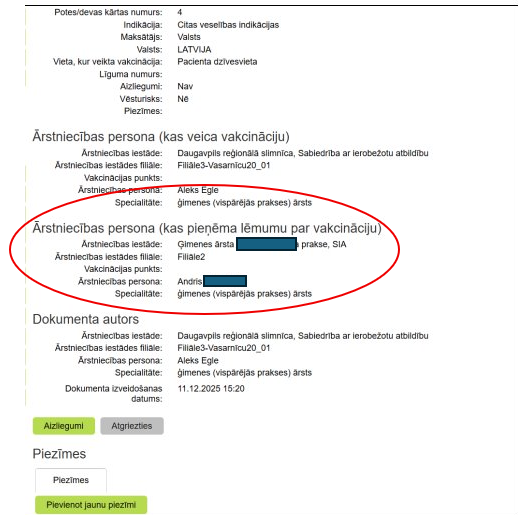 Potes/devas kārtas numurs: 4
Indikācija: Citas veselības indikācijas
Maksātājs: Valsts
Valsts: LATVIJA
Vieta, kur veikta vakcinācija: Pacienta dzīvesvieta
Līguma numurs:
Aizliegumi: Nav
Vēsturisks: Nē
Piezīmes:
Ārstniecības persona (kas veica vakcināciju)
Ārstniecības iestāde: Daugavpils reģionālā slimnīca, Sabiedrība ar ierobežotu atbildību
Ārstniecības iestādes filiāle: Filiāle3-Vasarnīcu20_01
Vakcinācijas punkts:
Ārstniecības persona: Aleks Egle
Specialitāte: ģimenes (vispārējās prakses) ārsts
Ārstniecības persona (kas pieņēma lēmumu par vakcināciju)
Ārstniecības iestāde: Ģimenes ārsta prakse, SIA
Ārstniecības iestādes filiāle: Filiāle2
Vakcinācijas punkts:
Ārstniecības persona: Andris
Specialitāte: ģimenes (vispārējās prakses) ārsts
Dokumenta autors
Ārstniecības iestāde: Daugavpils reģionālā slimnīca, Sabiedrība ar ierobežotu atbildību
Ārstniecības iestādes filiāle: Filiāle3-Vasarnīcu20_01
Ārstniecības persona: Aleks Egle
Specialitāte: ģimenes (vispārējās prakses) ārsts
Dokumenta izveidošanas 11.12.2025 15:20
datums:
Aizliegumi Atgriezties
Piezīmes
Piezīmes
Pievienot jaunu piezīmi